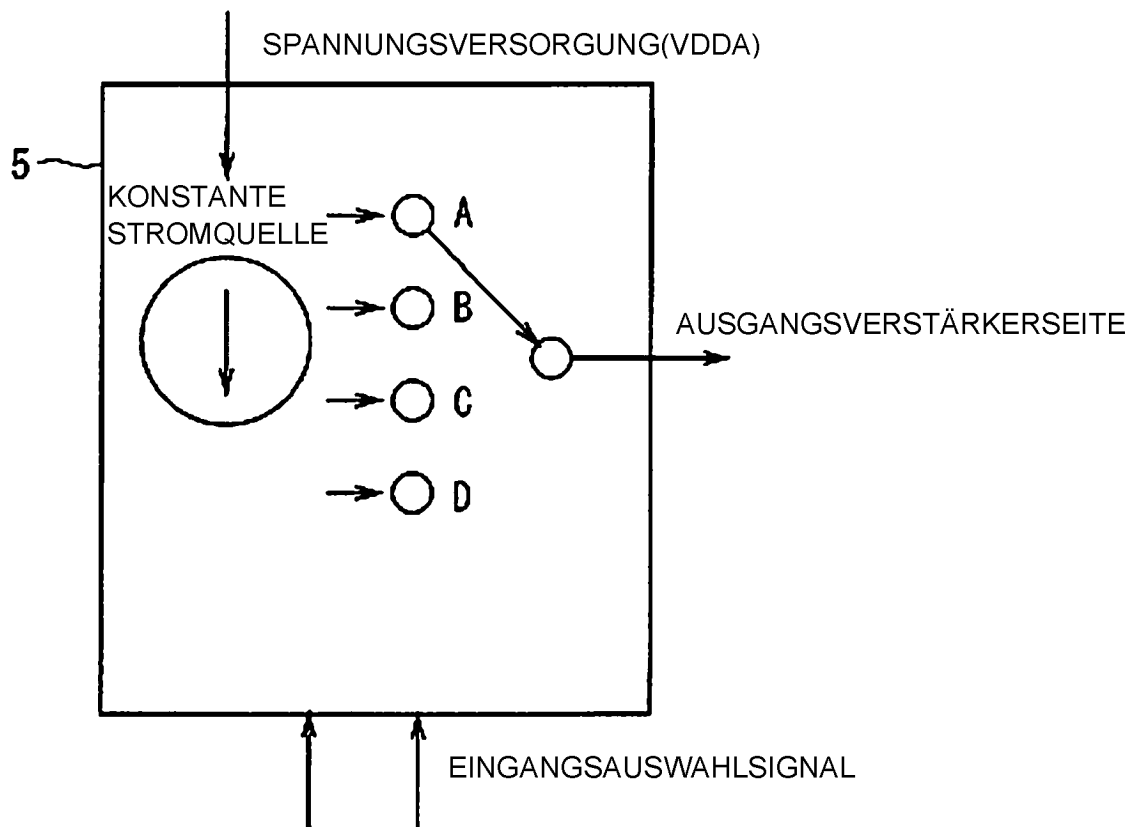 SPANNUNGSVERSORGUNG(VDDA)
5
KONSTANTE
STROMQUELLE
A
B
AUSGANGSVERSTÄRKERSEITE
C
D
EINGANGSAUSWAHLSIGNAL